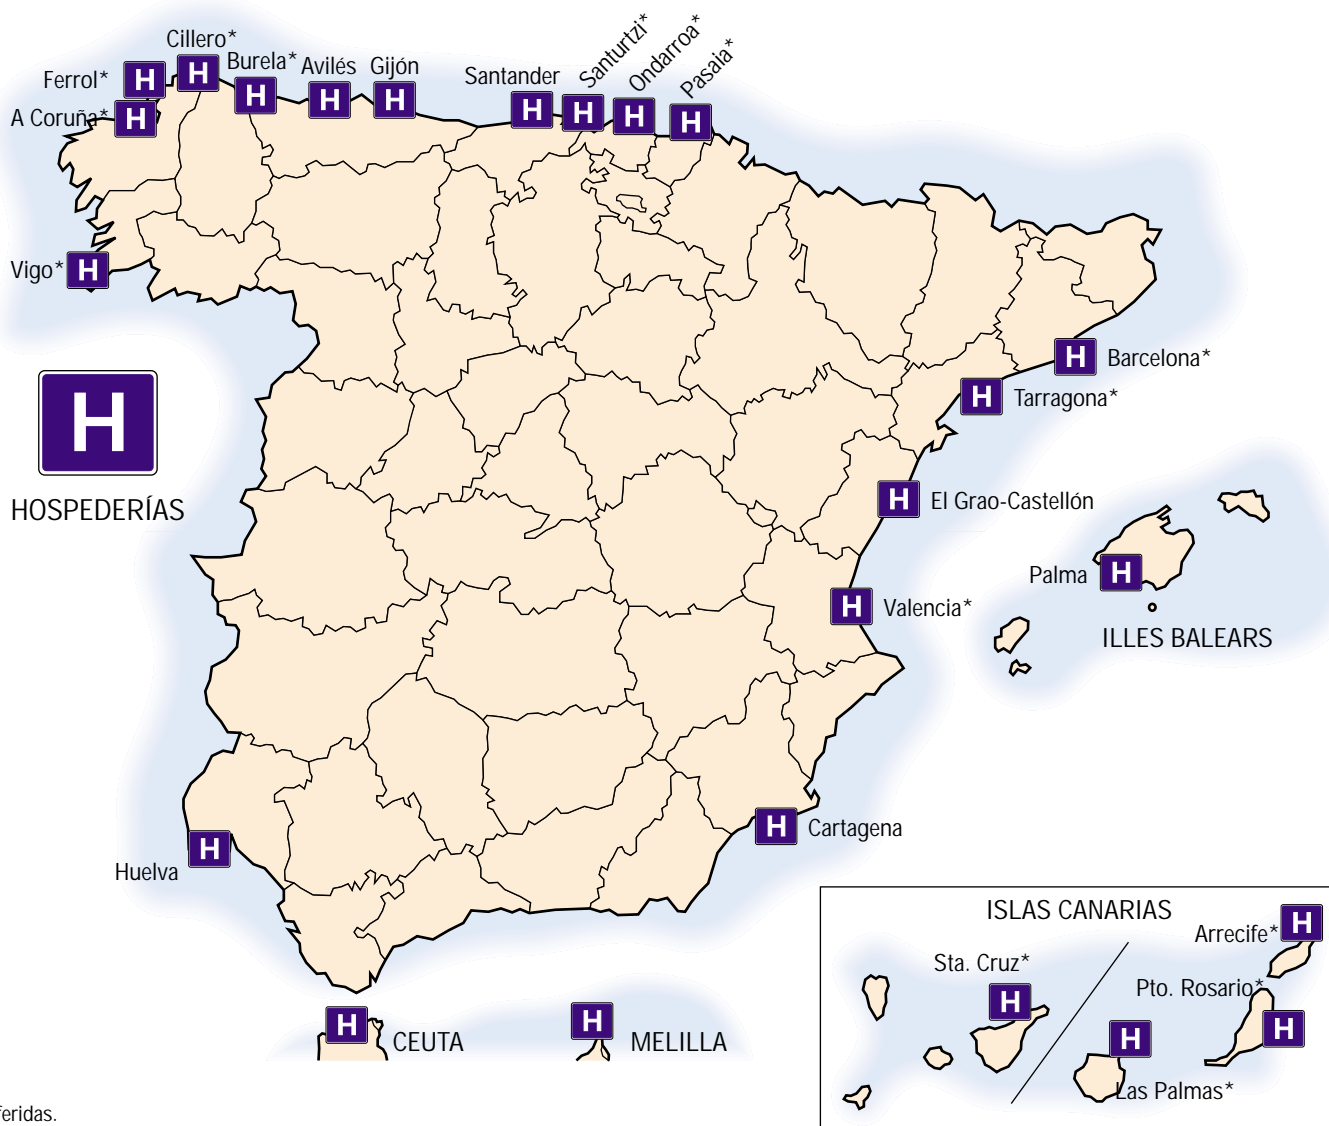 Cillero*
Santurtzi*
Ondarroa*
Pasaia*
Ferrol*
H
H
Burela*
H
Avilés
H
Gijón
H
Santander
H
H
H
H
A Coruña*
H
Vigo*
H
H
HOSPEDERÍAS
H
Barcelona*
H
Tarragona*
H
El Grao-Castellón
Palma
H
H
Valencia*
ILLES BALEARS
H
Cartagena
H
Huelva
ISLAS CANARIAS
Arrecife*
H
Sta. Cruz*
H
Pto. Rosario*
H
H
Las Palmas*
H
CEUTA
H
MELILLA
feridas.